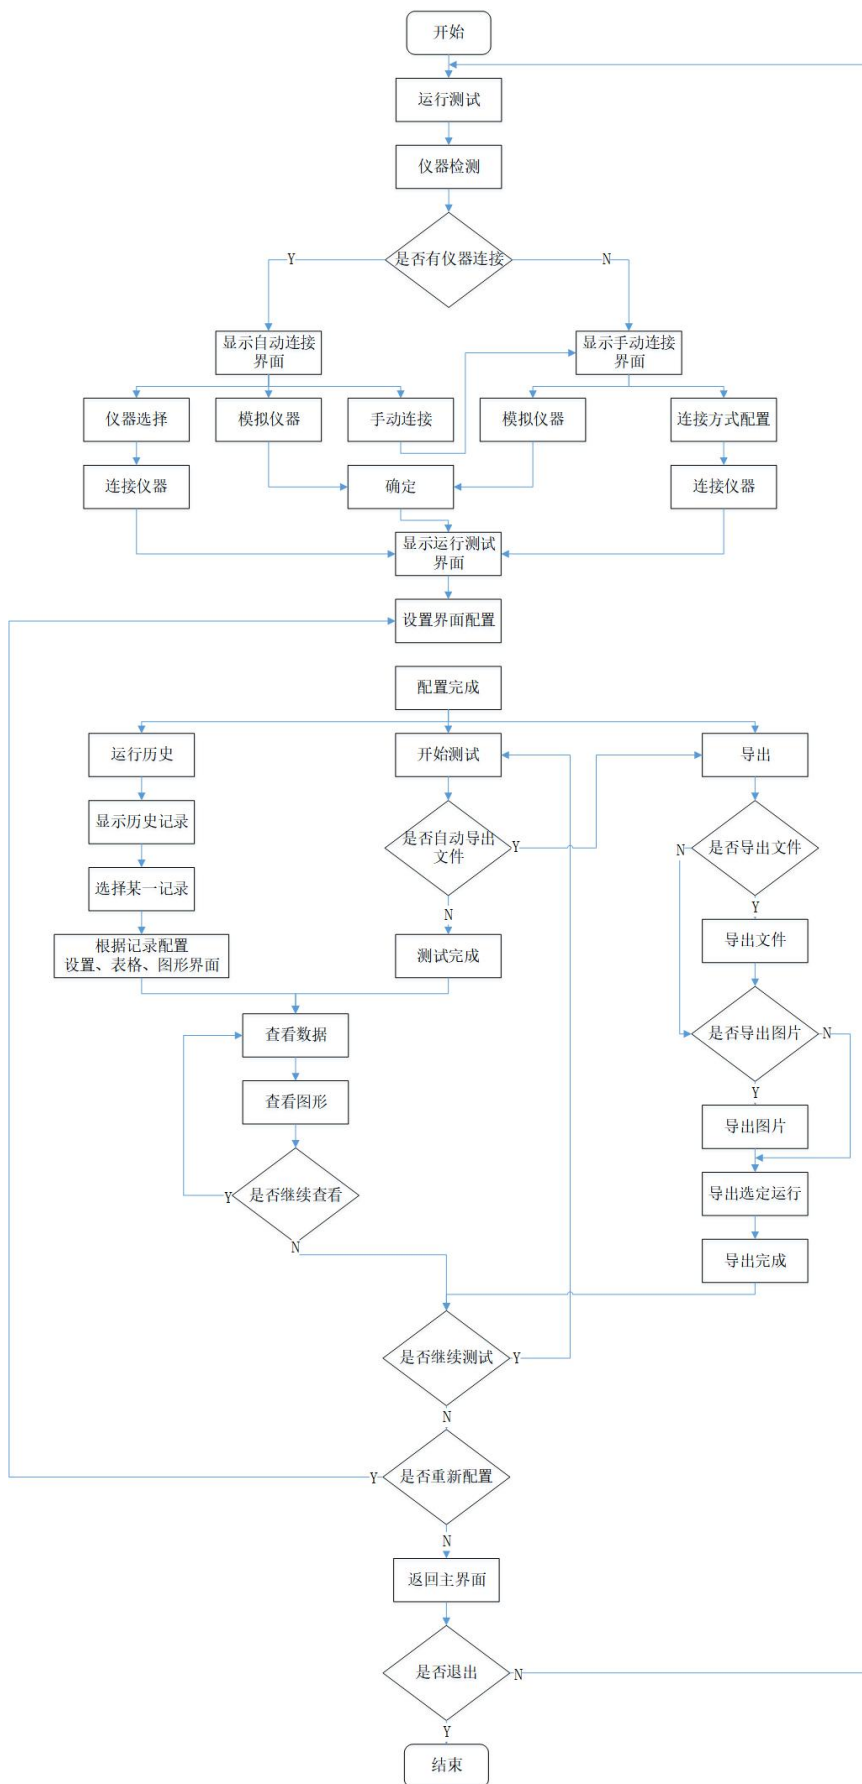 开始
运行测试
仪器检测
是否有仪器连接
Y
N
显示自动连接
界面
显示手动连接
界面
仪器选择
模拟仪器
手动连接
模拟仪器
连接方式配置
连接仪器
确定
连接仪器
显示运行测试
界面
设置界面配置
配置完成
运行历史
开始测试
导出
显示历史记录
是否自动导出
文件
Y
N
是否导出文件
N
Y
选择某一记录
根据记录配置
设置、表格、图形界面
测试完成
导出文件
查看数据
是否导出图片
N
Y
查看图形
导出图片
是否继续查看
Y
N
导出选定运行
导出完成
是否继续测试
Y
N
是否重新配置
Y
N
返回主界面
是否退出
N
Y
结束